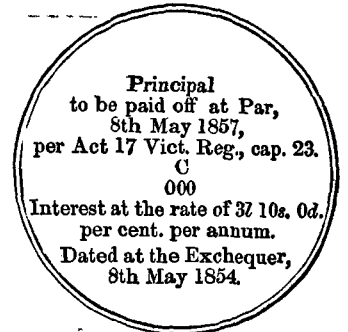 Principal
to be paid off at Par,
8th May 1857,
per Act 17 Vict. Reg., cap. 23.
C
000
Interest at the rate of 3l 10s. 0d.
per cent. per annum.
Dated at the Exchequer,
8th May 1854.